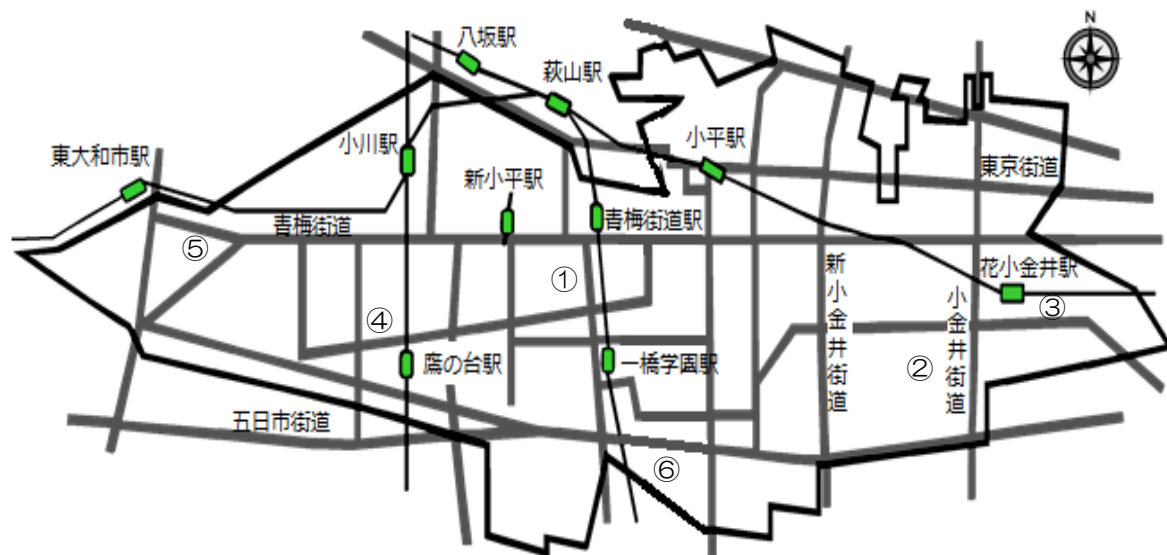 N
八坂駅
萩山駅
小川駅
小平駅
東大和市駅
新小平駅
東京街道
青梅街道
青梅街道駅
⑤
①
新小金井街道
花小金井駅
小金井街道
③
④
鷹の台駅
一橋学園駅
②
五日市街道
⑥